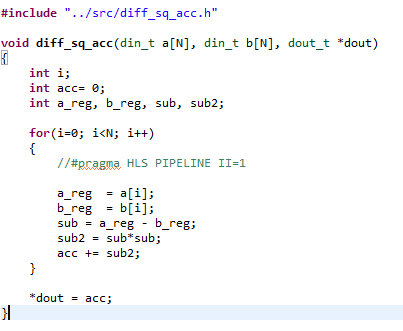 #include "../src/diff_sq_acc.h"
void diff_sq_acc(din_t a[N], din_t b[N], dout_t *dout)
{
    int i;
    int acc= 0;
    int a_reg, b_reg, sub, sub2;
    for(i=0; i<N; i++)
    {
        //#pragma HLS PIPELINE II=1
        a_reg  = a[i];
        b_reg  = b[i];
        sub = a_reg - b_reg;
        sub2 = sub*sub;
        acc += sub2;
    }
    *dout = acc;
}